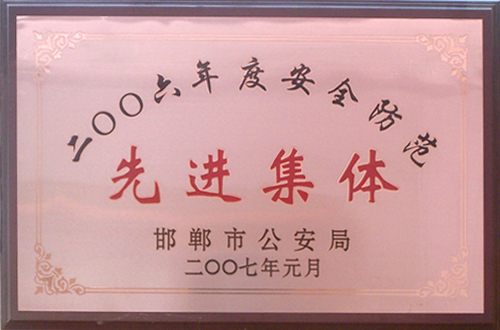 二〇〇六年度安全防范
先进集体
邯郸市公安局
二〇〇七年元月